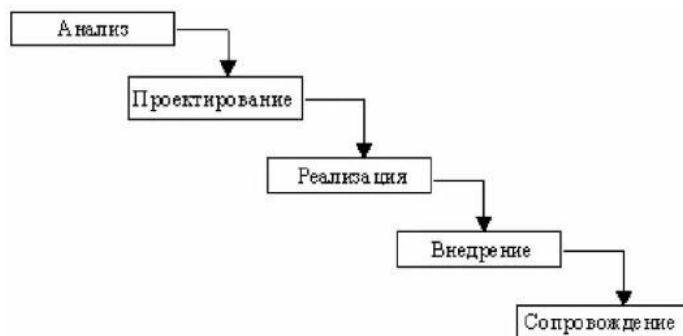 Анализ
Проектирование
Реализация
Внедрение
Сопровождение